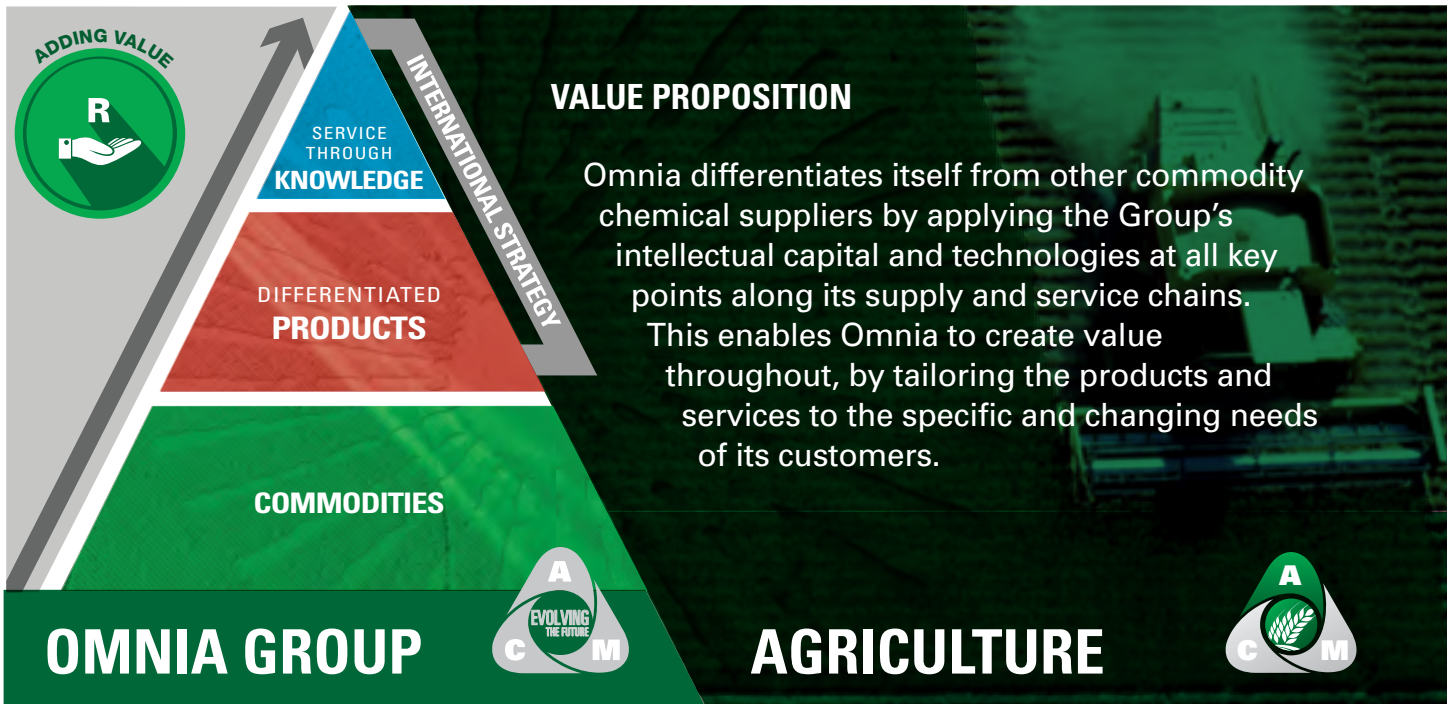 ADDING VALUE
R
SERVICE
THROUGH
KNOWLEDGE
DIFFERENTIATED
PRODUCTS
COMMODITIES
INTERNATIONAL STRATEGY
VALUE PROPOSITION
Omnia differentiates itself from other commodity
chemical suppliers by applying the Group’s
intellectual capital and technologies at all key
points along its supply and service chains.
This enables Omnia to create value
throughout, by tailoring the products and
services to the specific and changing needs
of its customers.
OMNIA GROUP
A
EVOLVING
THE FUTURE
C M
AGRICULTURE
A
C M